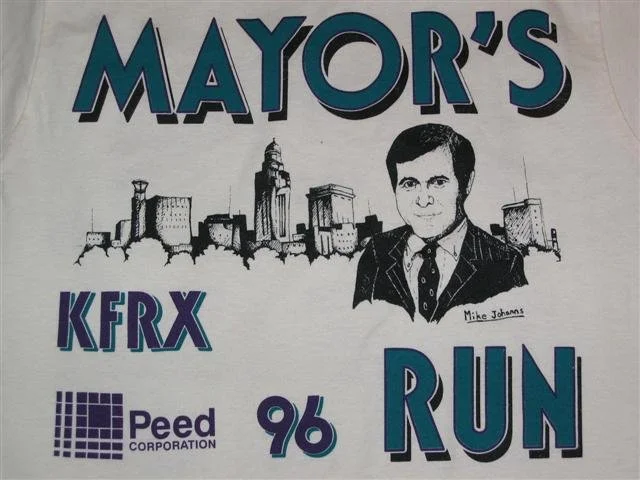 MAYOR'S
Mike Johanns
KFRX
RUN
Peed
CORPORATION
96